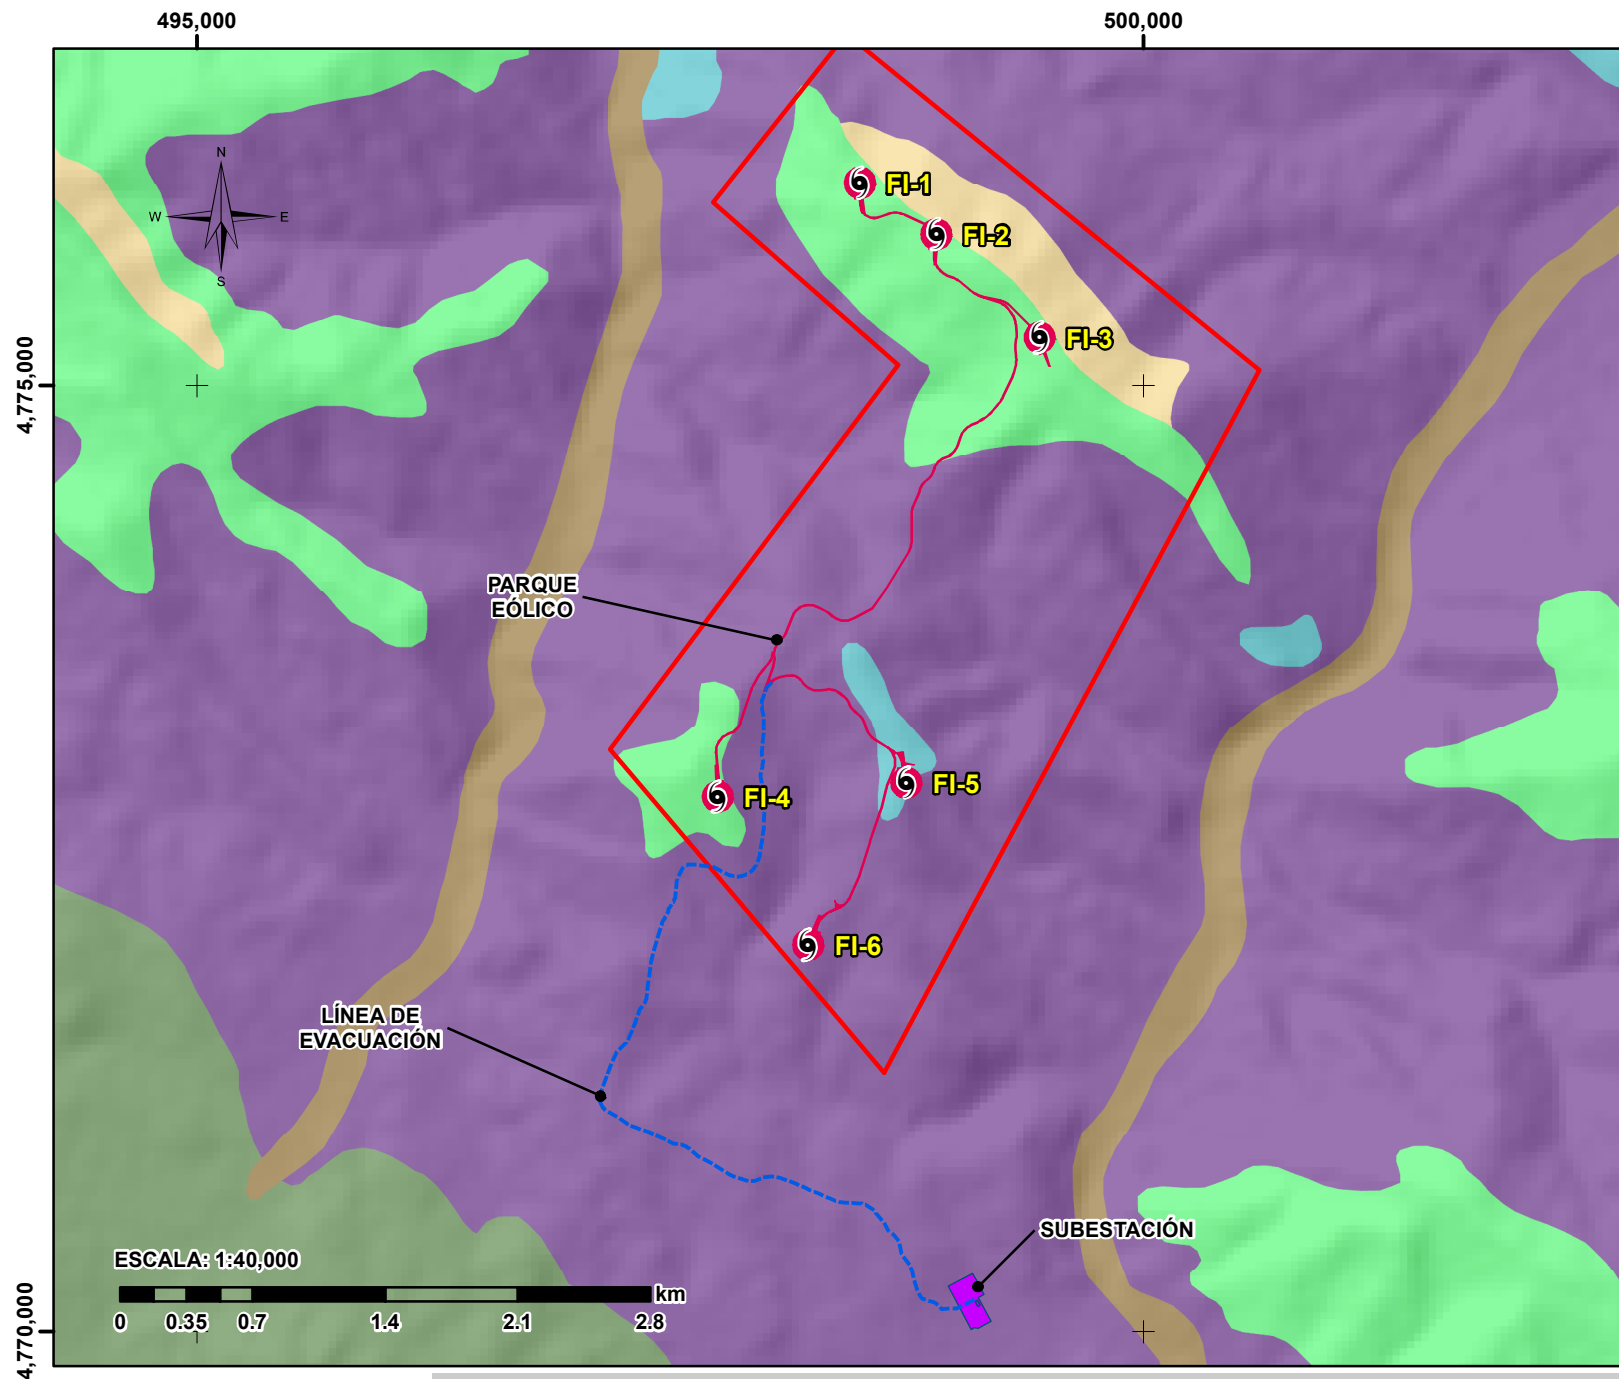 495,000
500,000
N
W
E
S
FI-1
FI-2
FI-3
4,775,000
PARQUE
EÓLICO
FI-4
FI-5
FI-6
LÍNEA DE
EVACUACIÓN
SUBESTACIÓN
ESCALA: 1:40,000
km
0
0.35
0.7
1.4
2.1
2.8
4,770,000